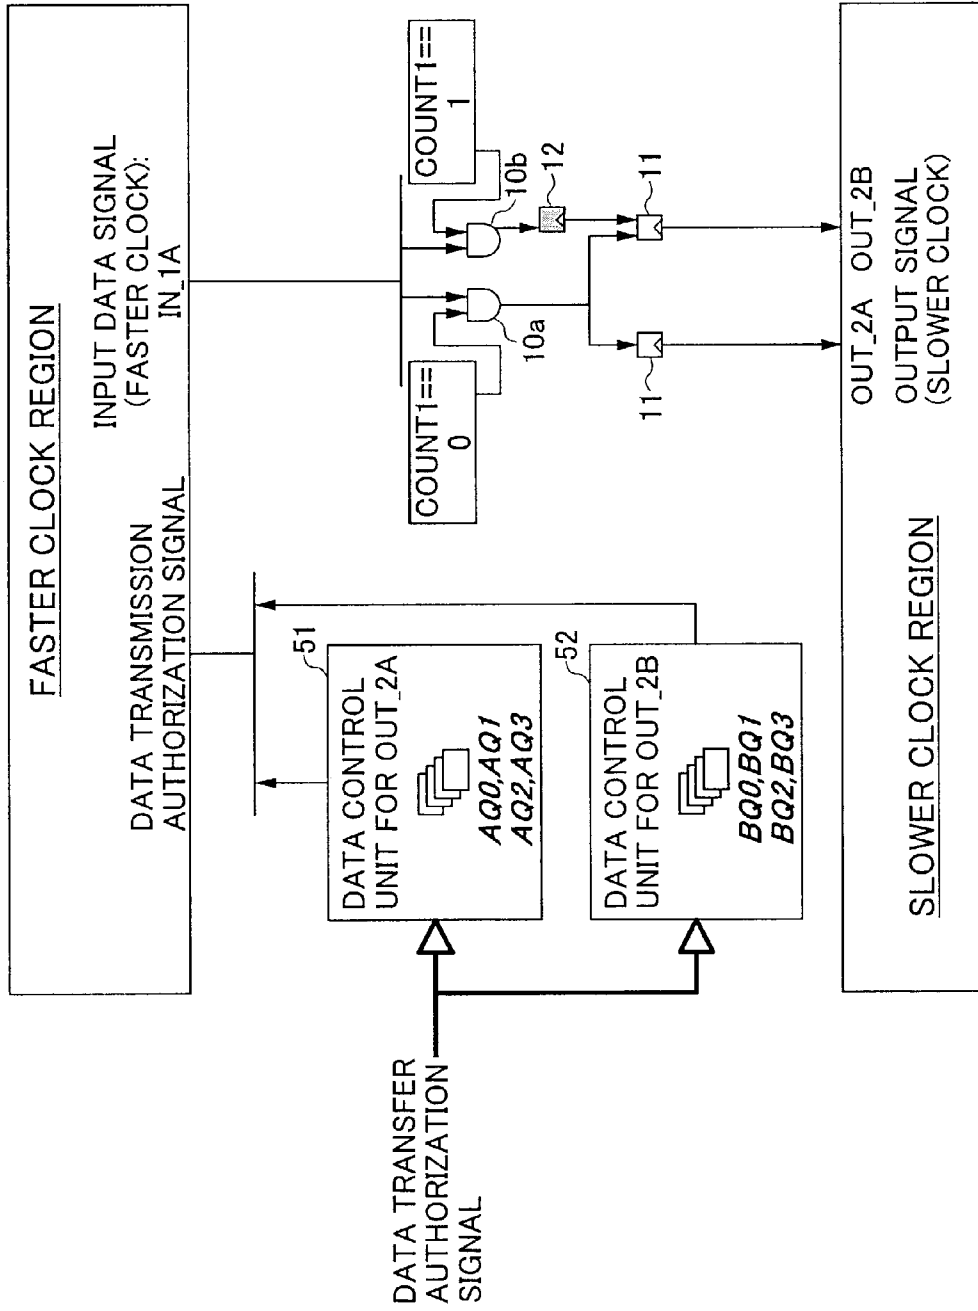 FASTER CLOCK REGION
DATA TRANSMISSION
AUTHORIZATION SIGNAL
INPUT DATA SIGNAL
(FASTER CLOCK):
IN_1A
COUNT1==
0
COUNT1==
1
10a
10b
12
11
11
51
DATA CONTROL
UNIT FOR OUT_2A
AQ0,AQ1
AQ2,AQ3
52
DATA CONTROL
UNIT FOR OUT_2B
BQ0,BQ1
BQ2,BQ3
DATA TRANSFER
AUTHORIZATION
SIGNAL
OUT_2A OUT_2B
OUTPUT SIGNAL
(SLOWER CLOCK)
SLOWER CLOCK REGION